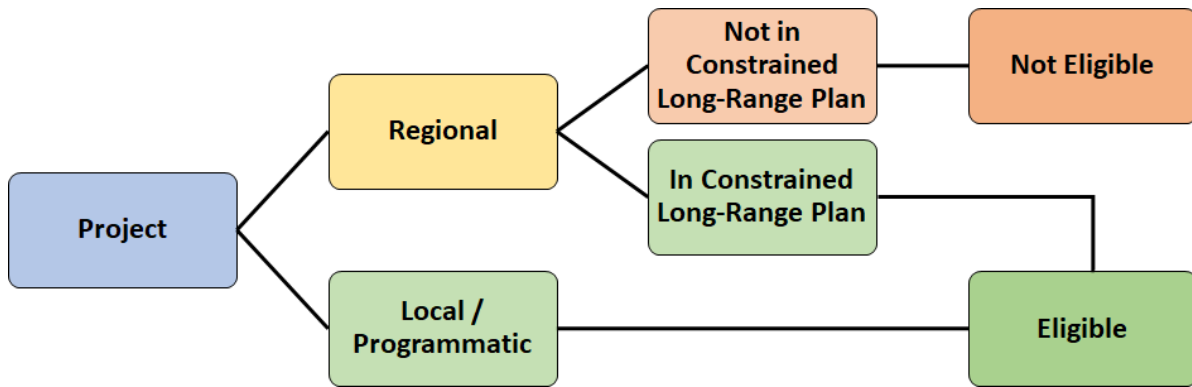 Not in
Constrained
Long-Range Plan
Not Eligible
Regional
In Constrained
Long-Range Plan
Project
Local /
Programmatic
Eligible